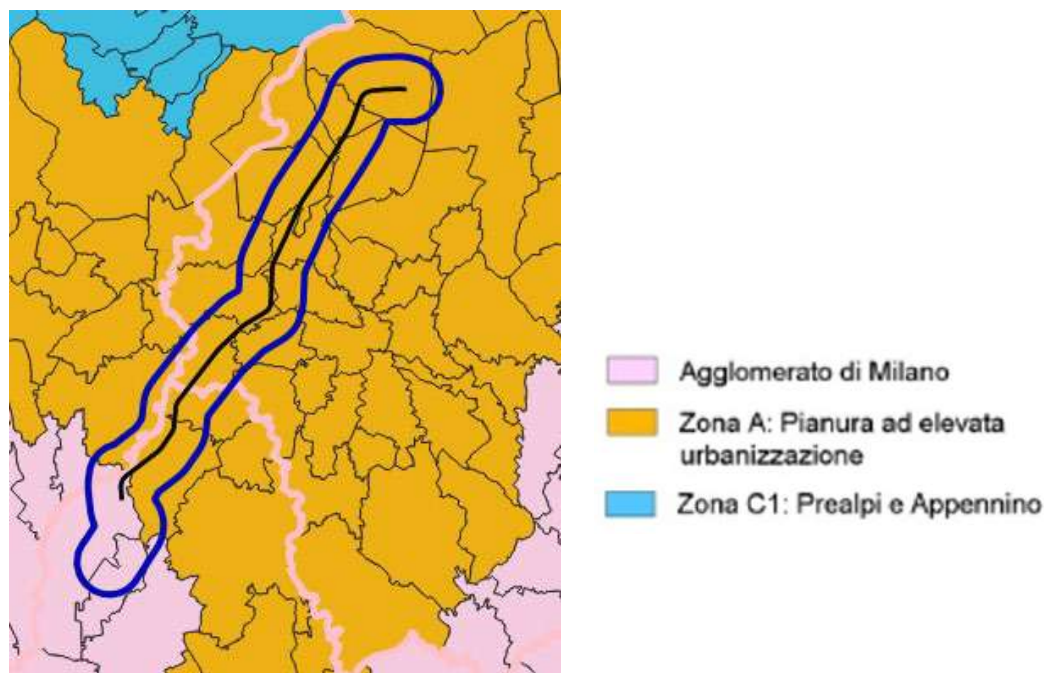 Agglomerato di Milano
Zona A: Pianura ad elevata
urbanizzazione
Zona C1: Prealpi e Appennino